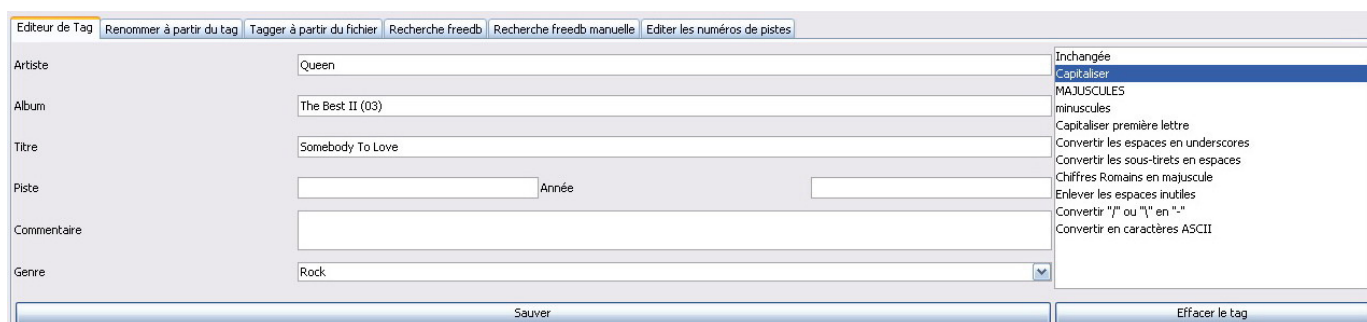 Editeur de Tag Renommer à partir du tag Tagger à partir du fichier Recherche freedb Recherche freedb manuelle Editer les numéros de pistes
Artiste Queen
Album The Best II (03)
Titre Somebody To Love
Piste Année
Commentaire
Genre Rock
Inchangée
Capitaliser
MAJUSCULES
minuscules
Capitaliser première lettre
Convertir les espaces en underscores
Convertir les sous-tirets en espaces
Chiffres Romains en majuscule
Enlever les espaces inutiles
Convertir "/" ou "\" en "-"
Convertir en caractères ASCII
Sauver Effacer le tag